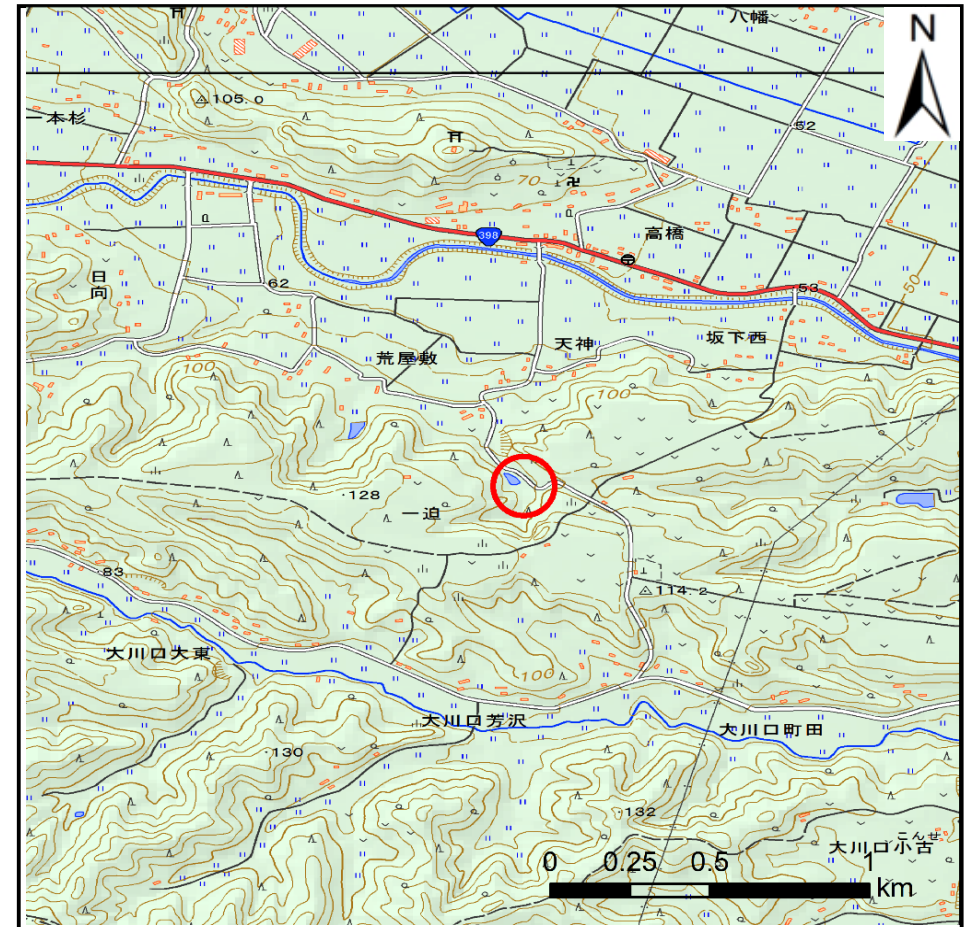 八幡
N
105.0
一本杉
52
70
398
高橋
日向
62
53
50
荒屋敷
天神
坂下西
100
100
128
一迫
83
114.2
大川口大東
100
大川口芳沢
大川口町田
130
132
こんせ
大川口小古
0 0.25 0.5 1
km